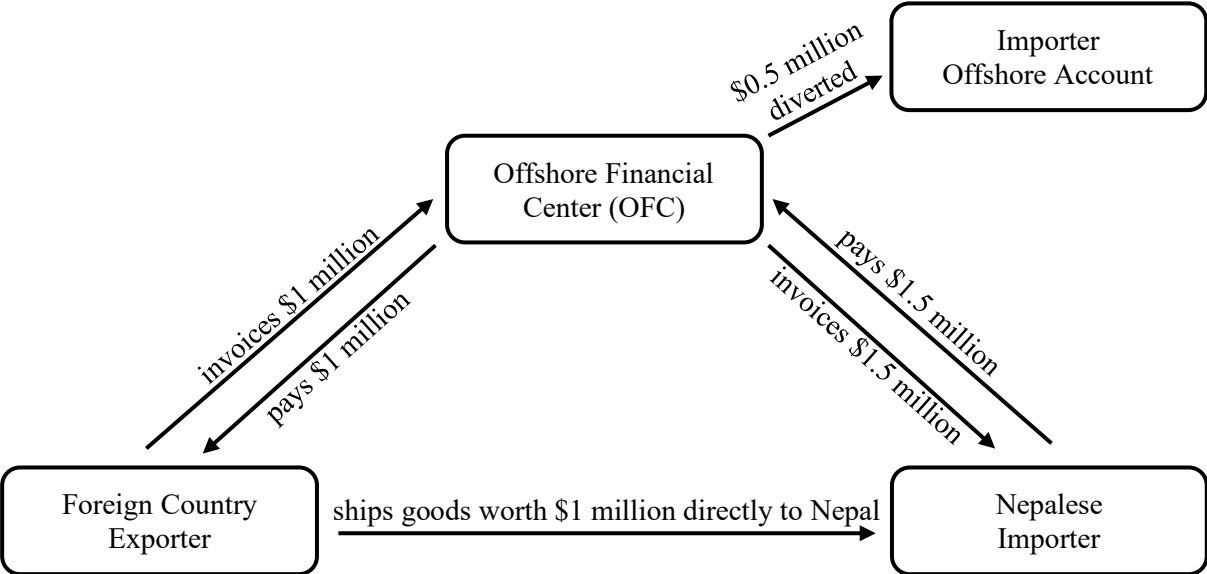 Importer
Offshore Account
$0.5 million
diverted
Offshore Financial
Center (OFC)
invoices $1 million
pays $1 million
pays $1.5 million
invoices $1.5 million
Foreign Country
Exporter
ships goods worth $1 million directly to Nepal
Nepalese
Importer